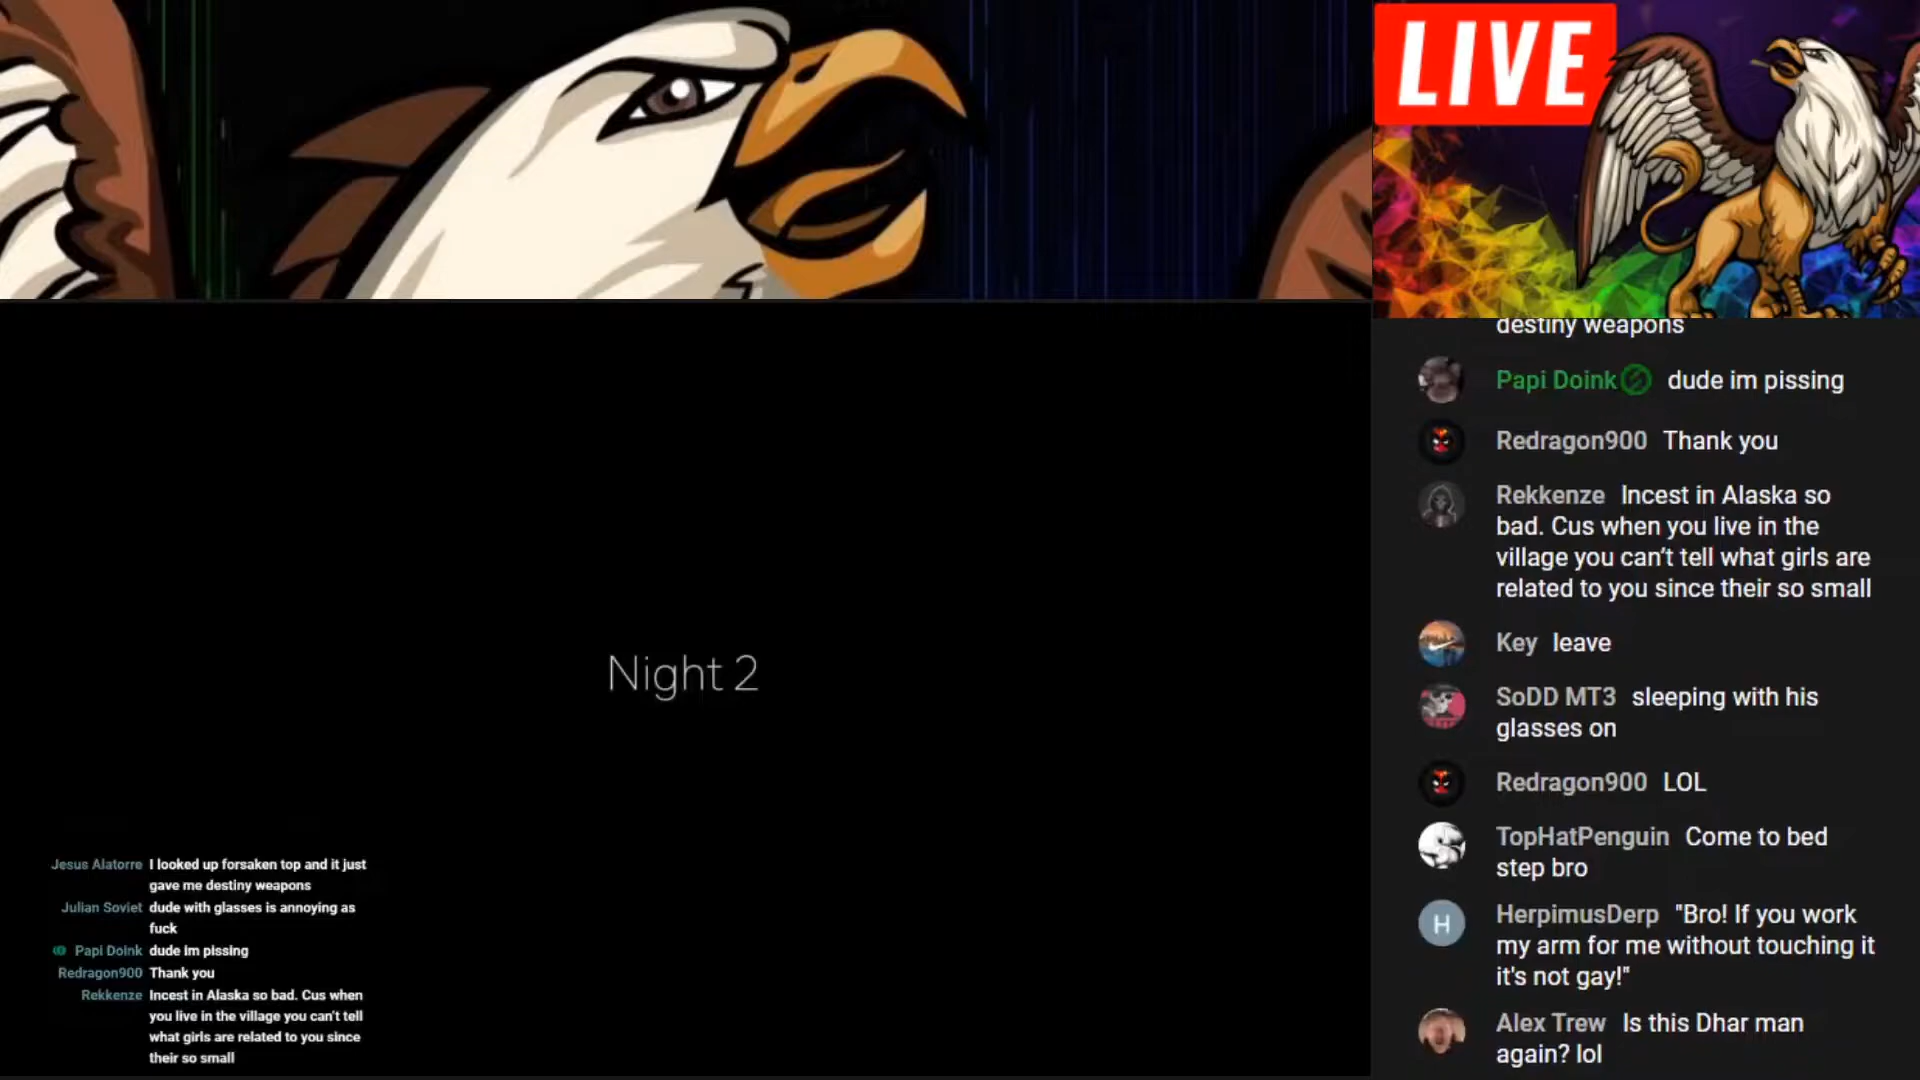 LIVE
destiny weapons
Papi Doink dude im pissing
Redragon900 Thank you
Rekkenze Incest in Alaska so
bad. Cus when you live in the
village you can't tell what girls are
related to you since their so small
Key leave
SoDD MT3 sleeping with his
glasses on
Redragon900 LOL
TopHatPenguin Come to bed
step bro
H
HerpimusDerp "Bro! If you work
my arm for me without touching it
it's not gay!"
Alex Trew Is this Dhar man
again? lol
Night 2
Jesus Alatorre I looked up forsaken top and it just
gave me destiny weapons
Julian Soviet dude with glasses is annoying as
fuck
Papi Doink dude im pissing
Redragon900 Thank you
Rekkenze Incest in Alaska so bad. Cus when
you live in the village you can't tell
what girls are related to you since
their so small